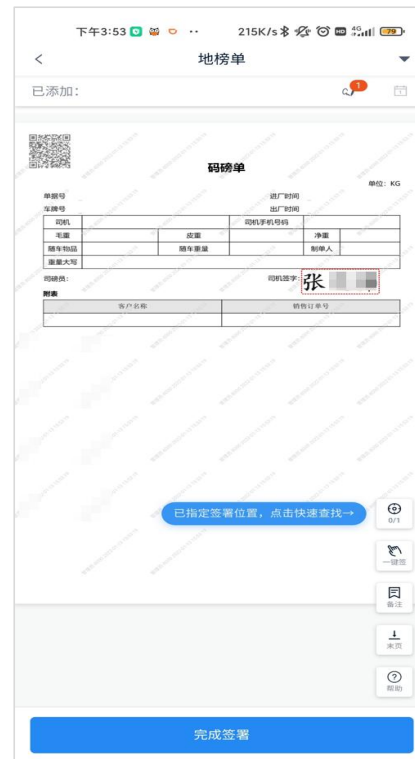 下午3:53 215K/s HD 4G 79
地榜单
已添加：
1
码磅单
单位：KG
单据号 进厂时间
车牌号 出厂时间
司机 司机手机号码
毛重 皮重 净重
随车物品 随车重量 制单人
重量大写
司磅员： 司机签字： 张
附表
客户名称 销售订单号
已指定签署位置，点击快速查找→
0/1
一键签
备注
末页
帮助
完成签署